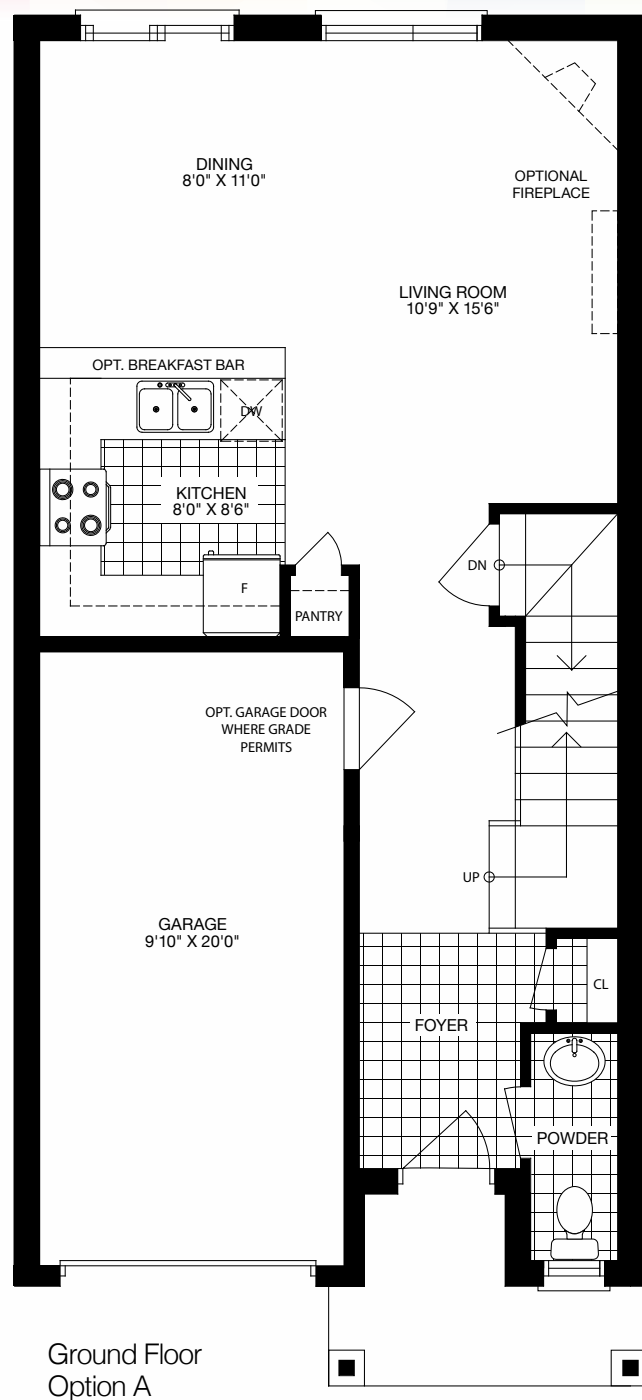 DINING
8'0" X 11'0"
OPTIONAL
FIREPLACE
LIVING ROOM
10'9" X 15'6"
OPT. BREAKFAST BAR
DW
KITCHEN
8'0" X 8'6"
DN
F
PANTRY
OPT. GARAGE DOOR
WHERE GRADE
PERMITS
UP
GARAGE
9'10" X 20'0"
CL
FOYER
POWDER
Ground Floor
Option A